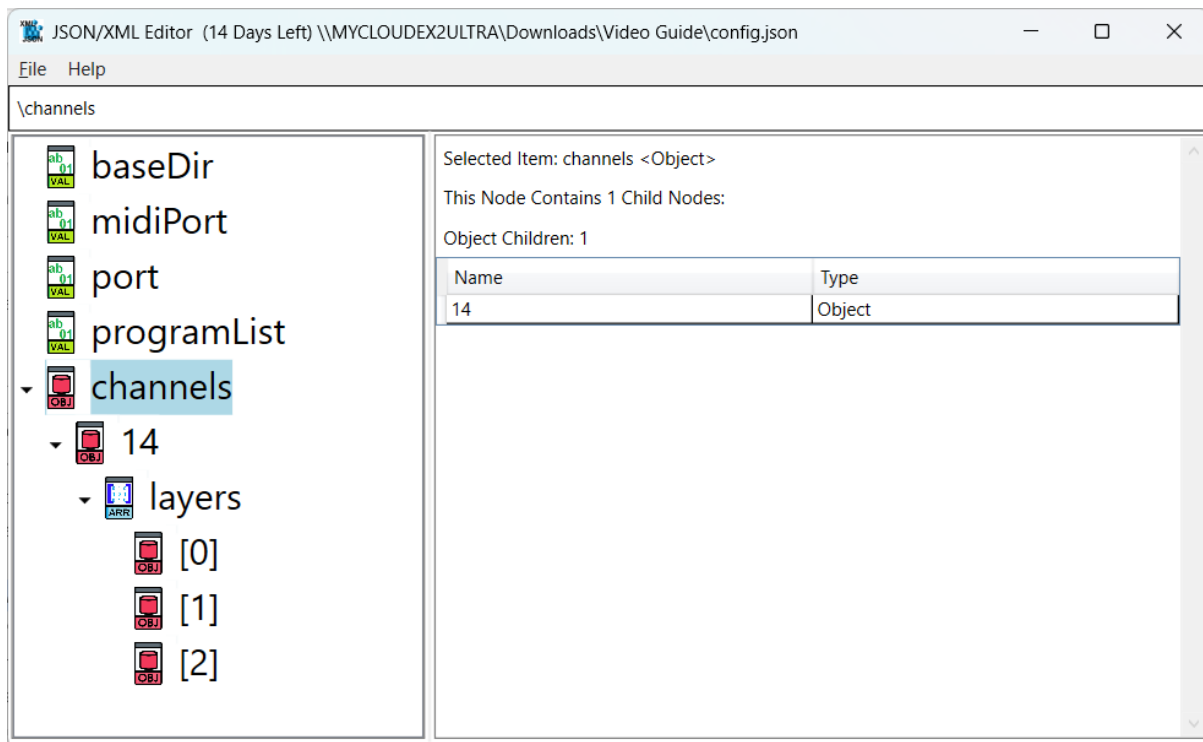 JSON/XML Editor (14 Days Left) \\MYCLOUDEX2ULTRA\Downloads\Video Guide\config.json
File Help
\channels
baseDir
midiPort
port
programList
channels
14
layers
[0]
[1]
[2]
Selected Item: channels <Object>
This Node Contains 1 Child Nodes:
Object Children: 1
Name Type
14 Object